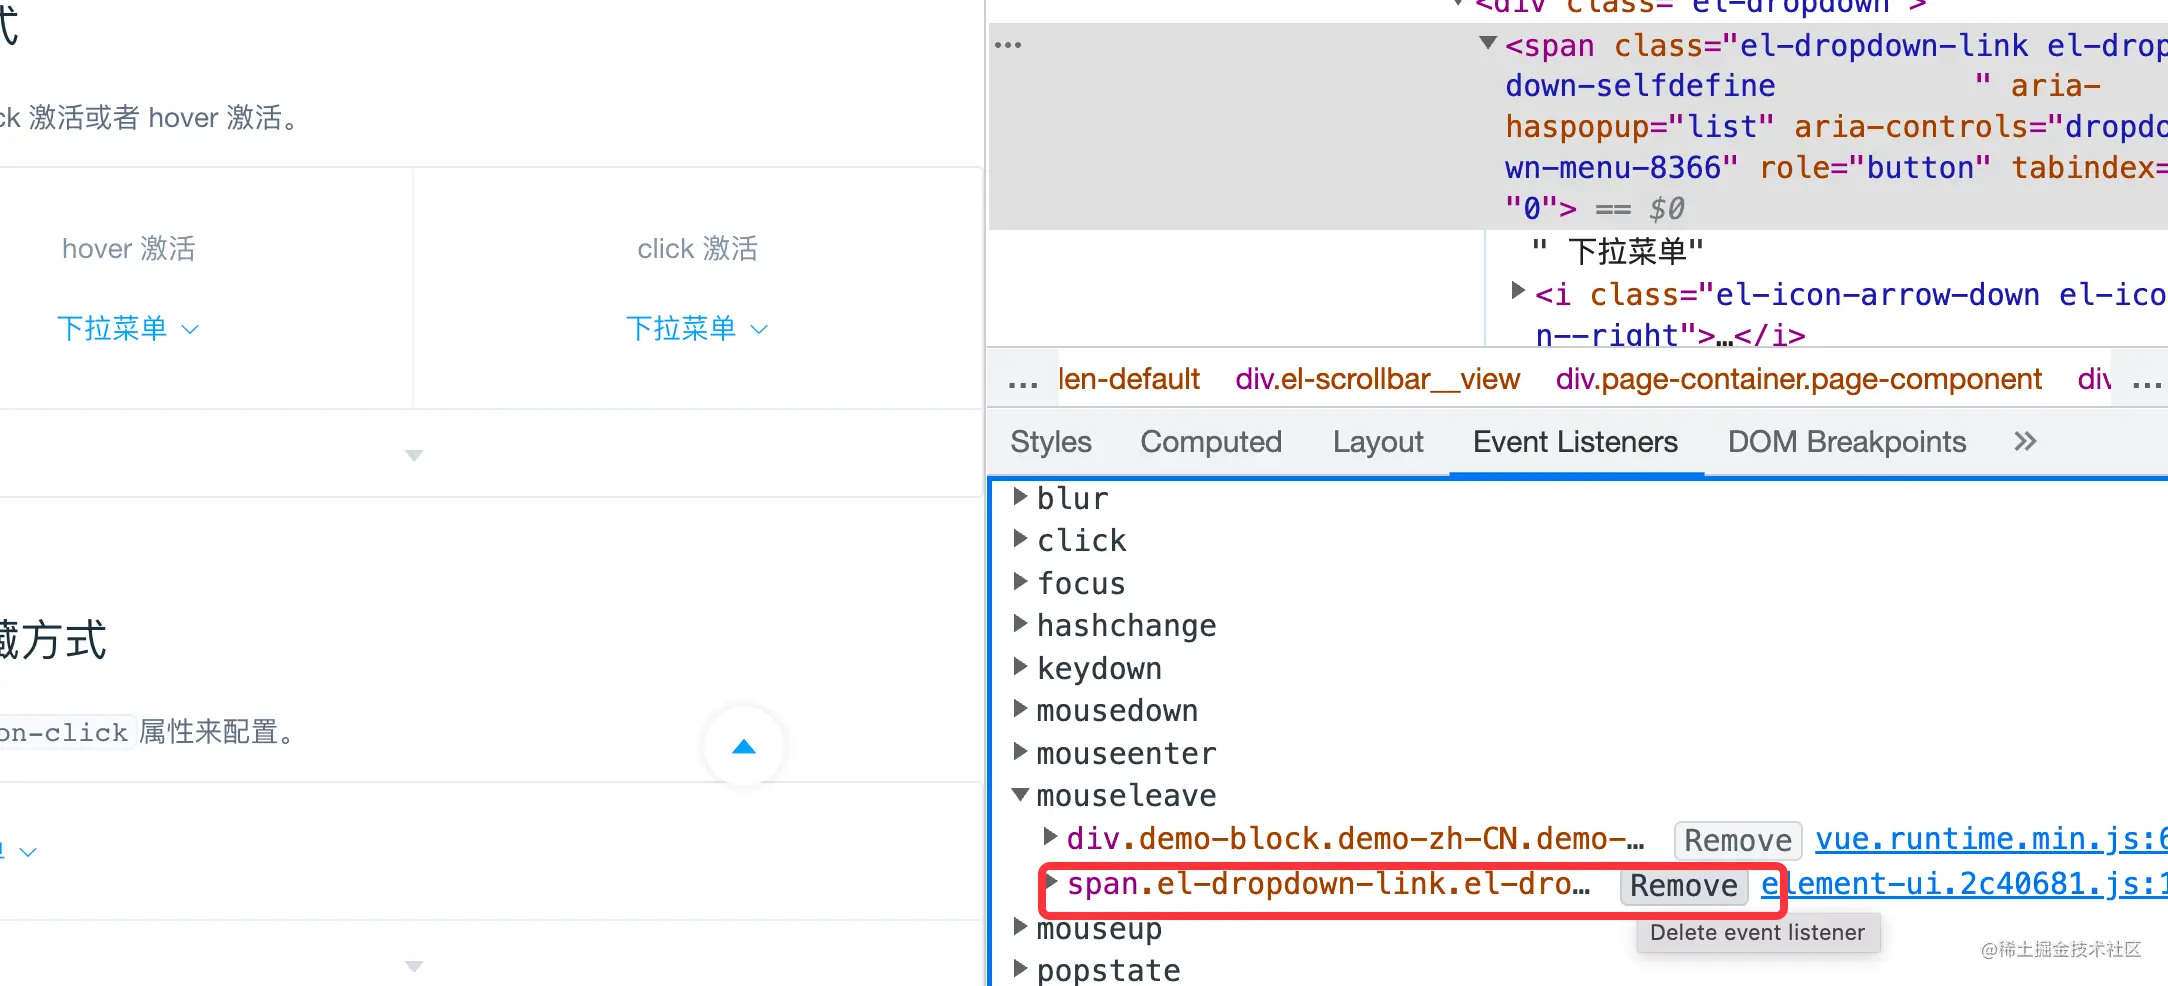 式
ck 激活或者 hover 激活。
hover 激活
click 激活
下拉菜单
下拉菜单
藏方式
on-click 属性来配置。
<div class="el-dropdown">
<span class="el-dropdown-link el-drop
down-selfdefine " aria-
haspopup="list" aria-controls="dropdo
wn-menu-8366" role="button" tabindex=
"0"> == $0
" 下拉菜单"
<i class="el-icon-arrow-down el-ico
n--right">…</i>
... len-default div.el-scrollbar__view div.page-container.page-component div ...
Styles Computed Layout Event Listeners DOM Breakpoints »
blur
click
focus
hashchange
keydown
mousedown
mouseenter
mouseleave
div.demo-block.demo-zh-CN.demo-… Remove vue.runtime.min.js:6
span.el-dropdown-link.el-dro… Remove element-ui.2c40681.js:1
mouseup
Delete event listener
popstate
@稀土掘金技术社区